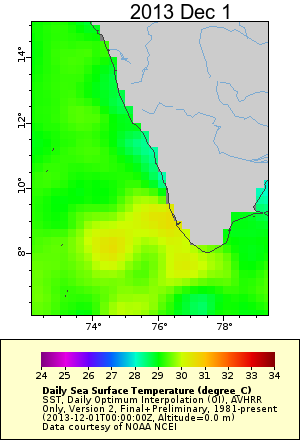 2013 Dec 1
14°
12°
10°
8°
74° 76° 78°
24 25 26 27 28 29 30 31 32 33 34
Daily Sea Surface Temperature (degree_C)
SST, Daily Optimum Interpolation (OI), AVHRR
Only, Version 2, Final+Preliminary, 1981-present
(2013-12-01T00:00:00Z, Altitude=0.0 m)
Data courtesy of NOAA NCEI